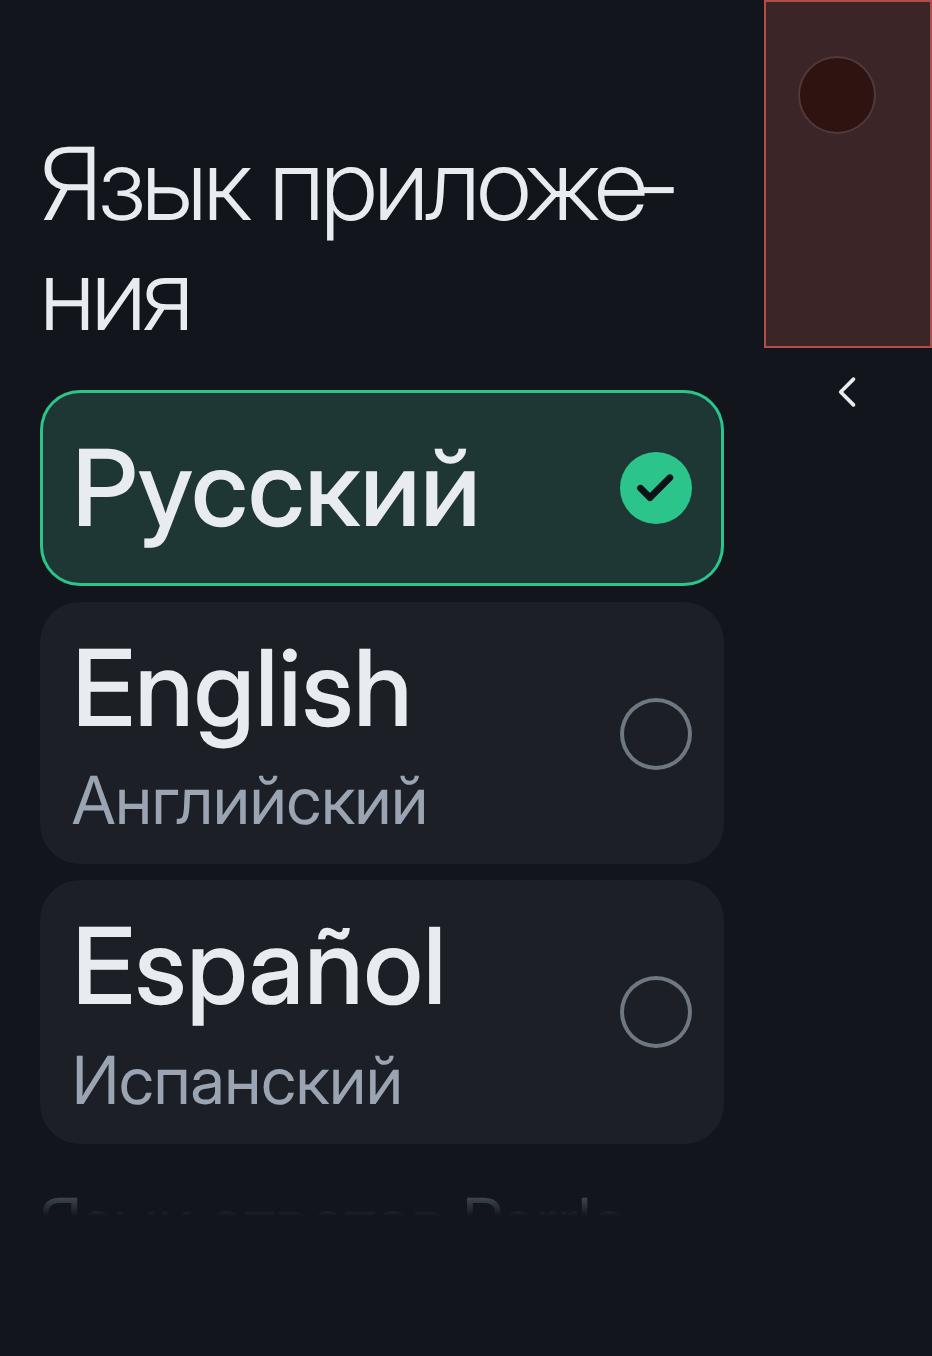 Язык приложе-
ния
Русский
English
Английский
Español
Испанский